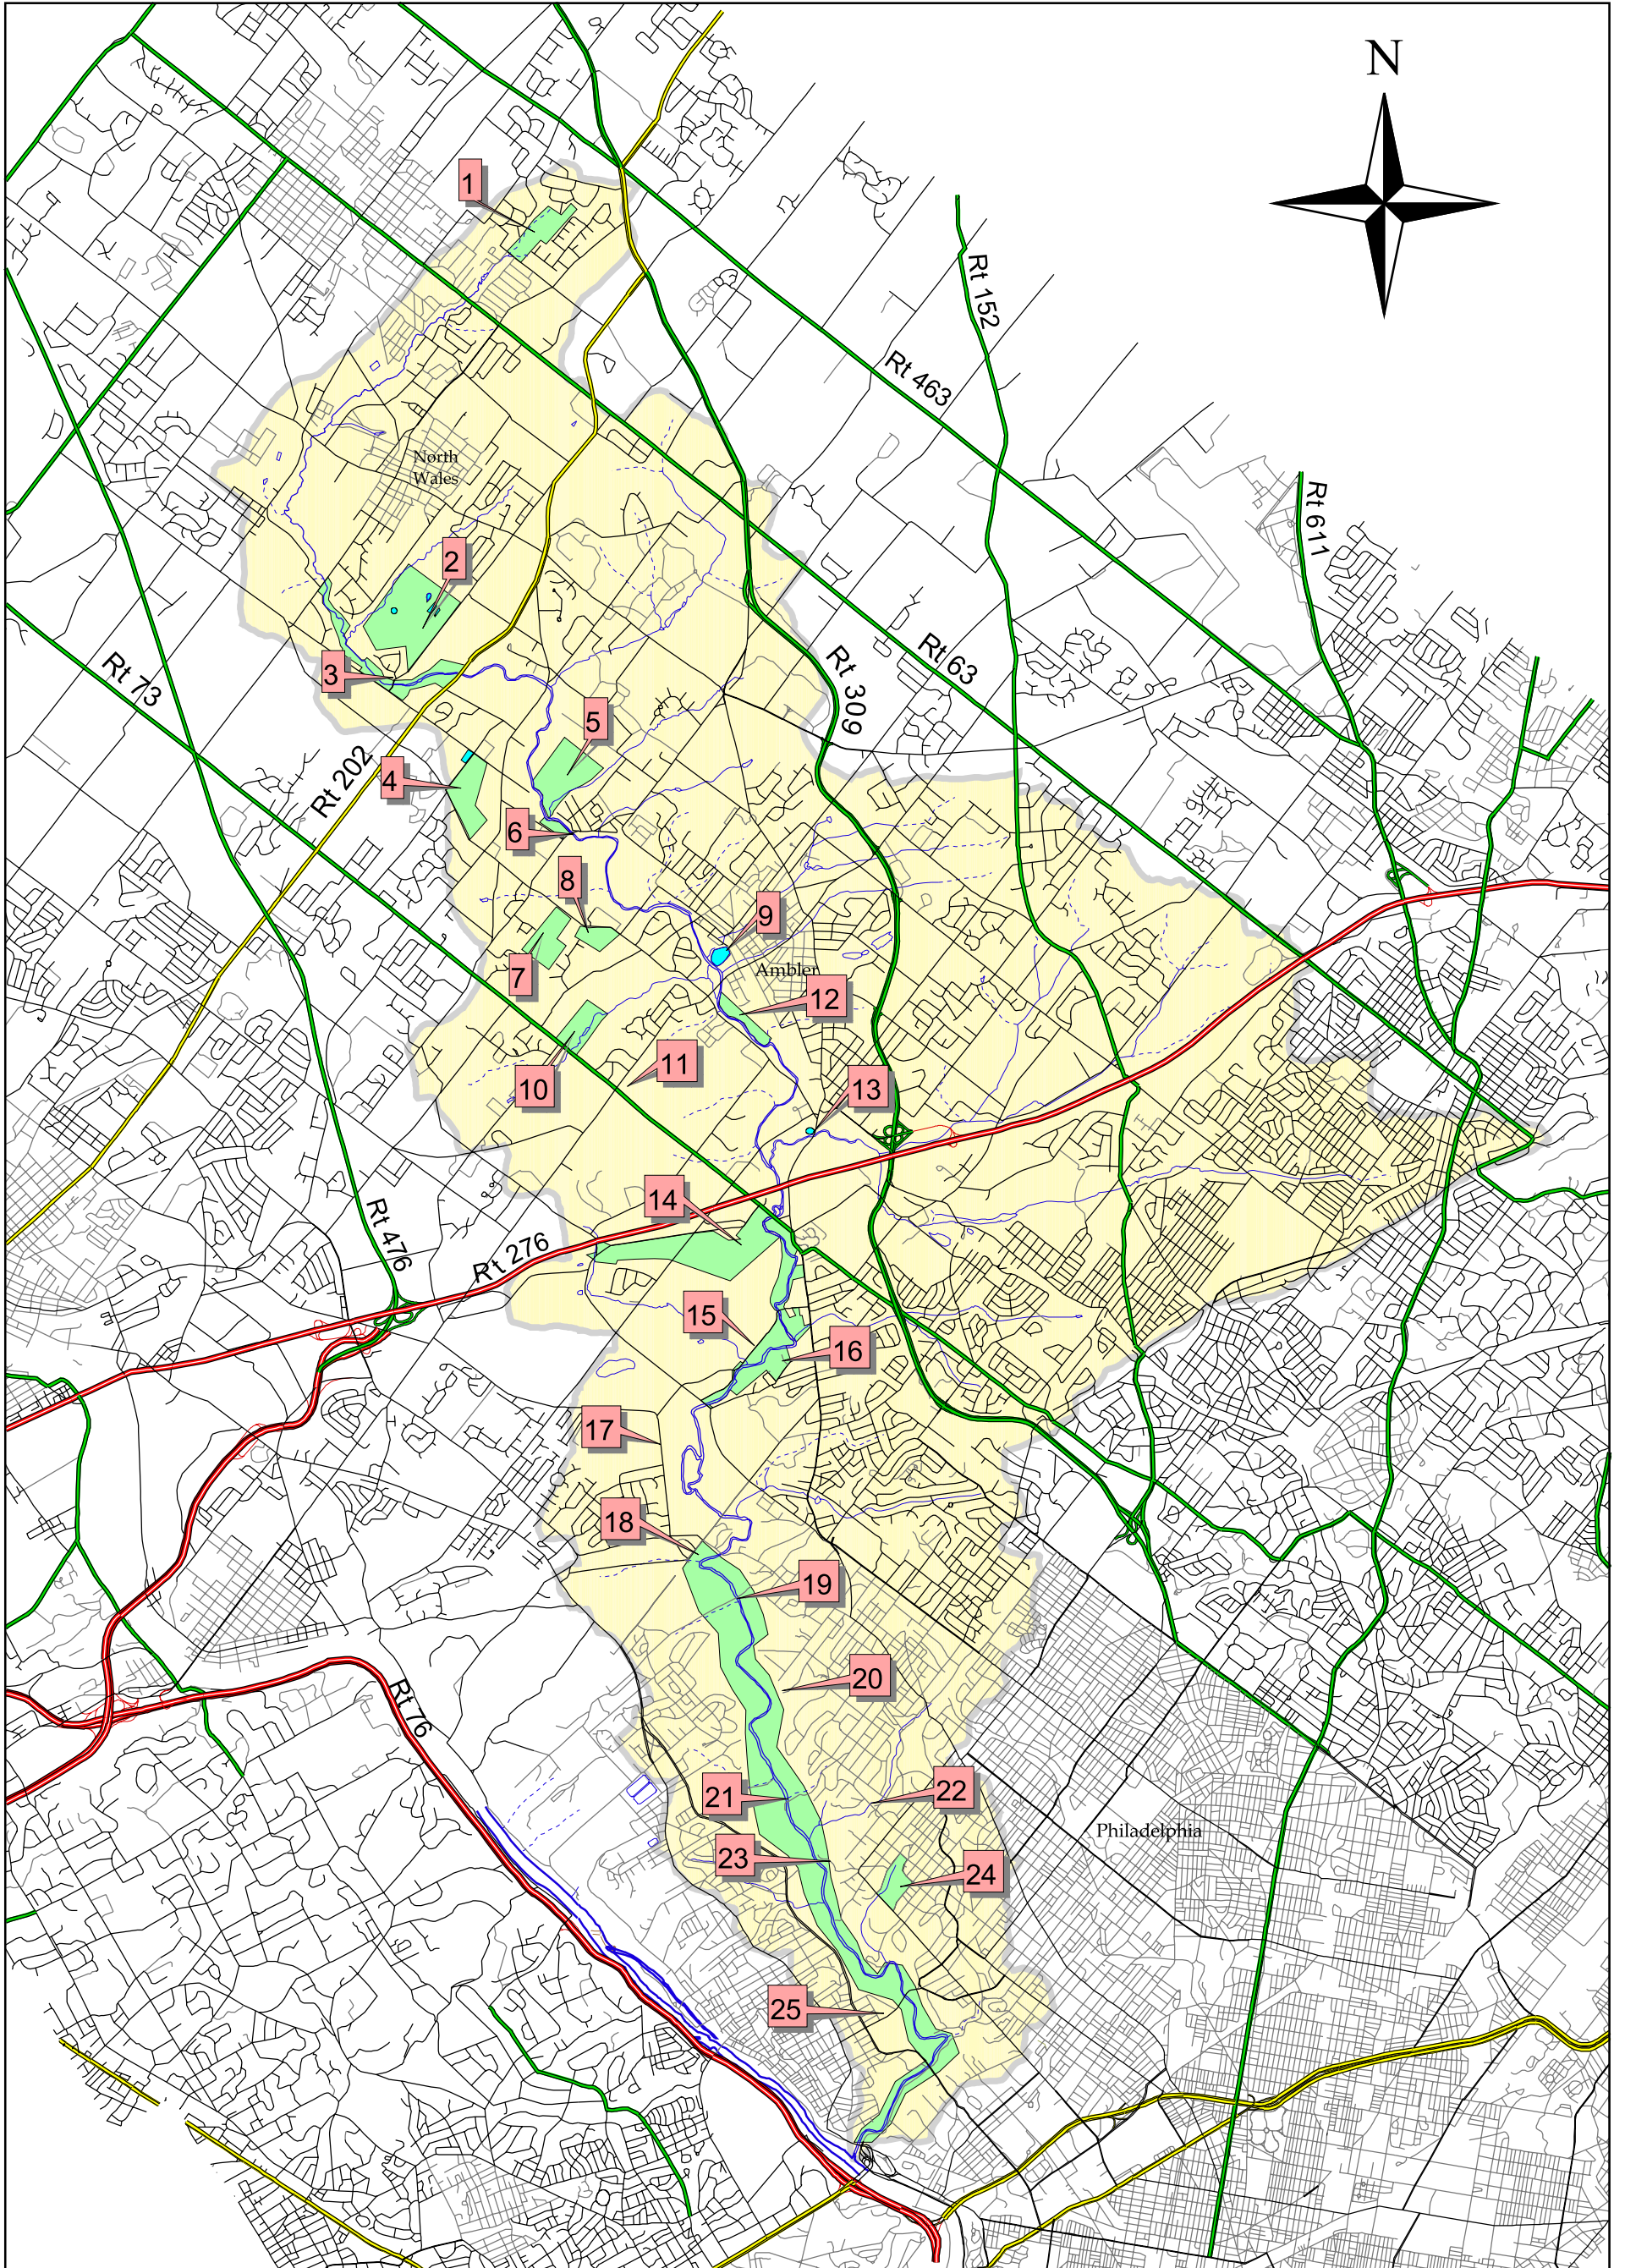 N
1
Rt 152
Rt 463
North
Wales
Rt 611
2
3
Rt 73
Rt 309
Rt 63
5
4
Rt 202
6
8
9
7
Ambler
12
11
10
13
14
Rt 476
Rt 276
15
16
17
18
19
20
Rt 76
21
22
Philadelphia
23
24
25